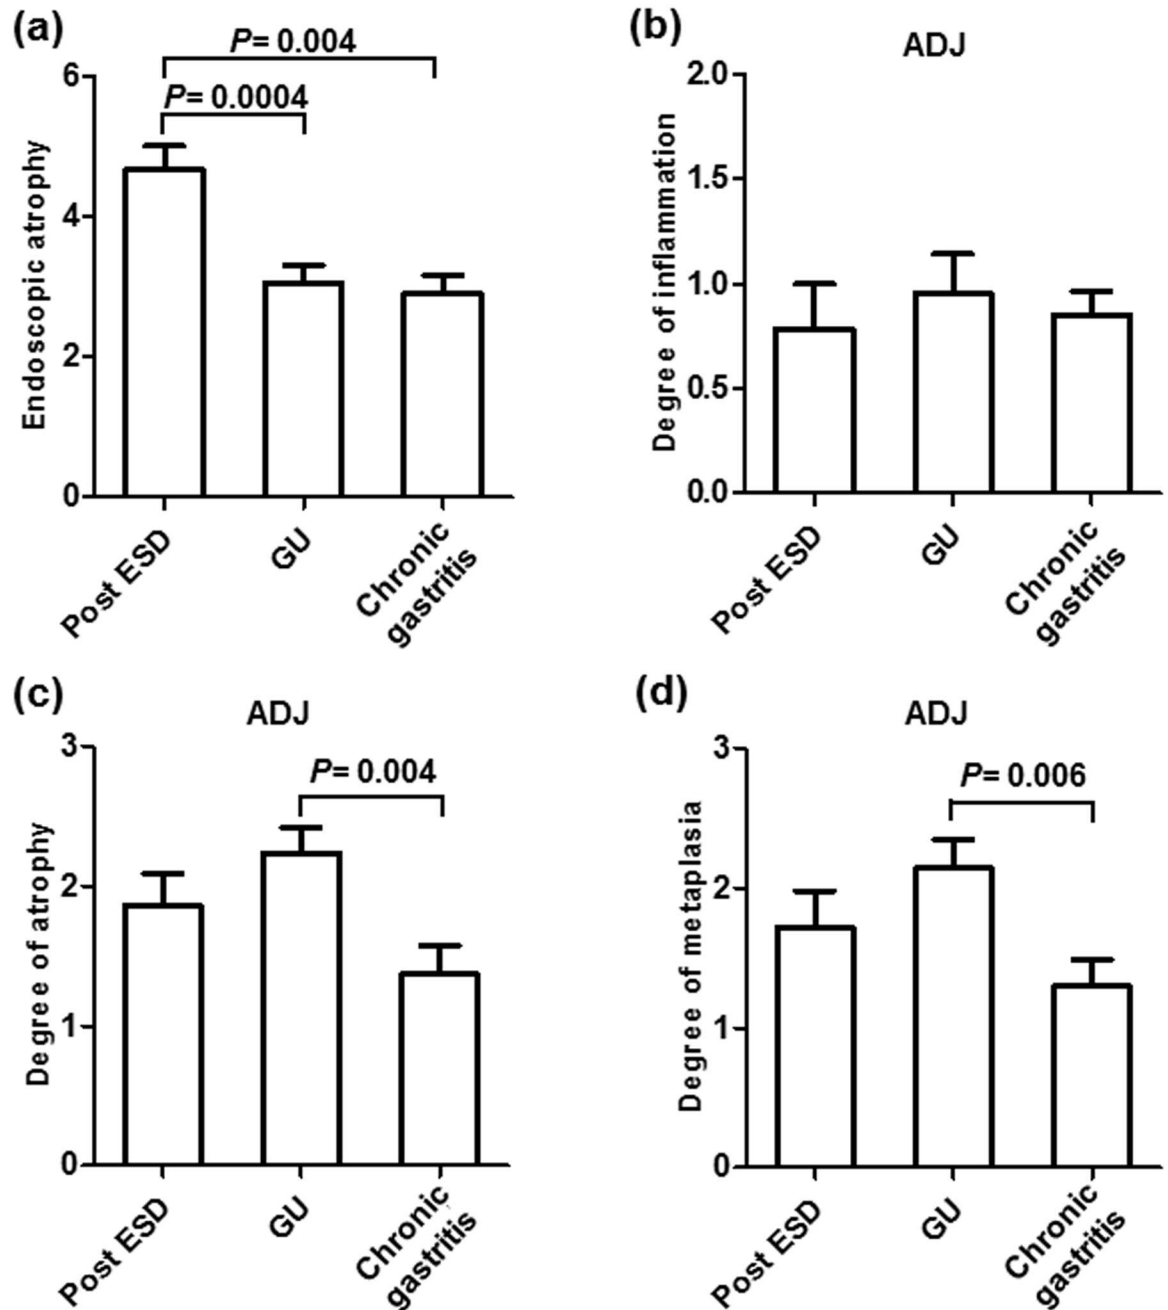 (a)
P= 0.004
P= 0.0004
6
4
2
0
Endoscopic atrophy
Post ESD
GU
Chronic
gastritis
(b)
ADJ
2.0
1.5
1.0
0.5
0.0
Degree of inflammation
Post ESD
GU
Chronic
gastritis
(c)
ADJ
P= 0.004
3
2
1
0
Degree of atrophy
Post ESD
GU
Chronic
gastritis
(d)
ADJ
P= 0.006
3
2
1
0
Degree of metaplasia
Post ESD
GU
Chronic
gastritis